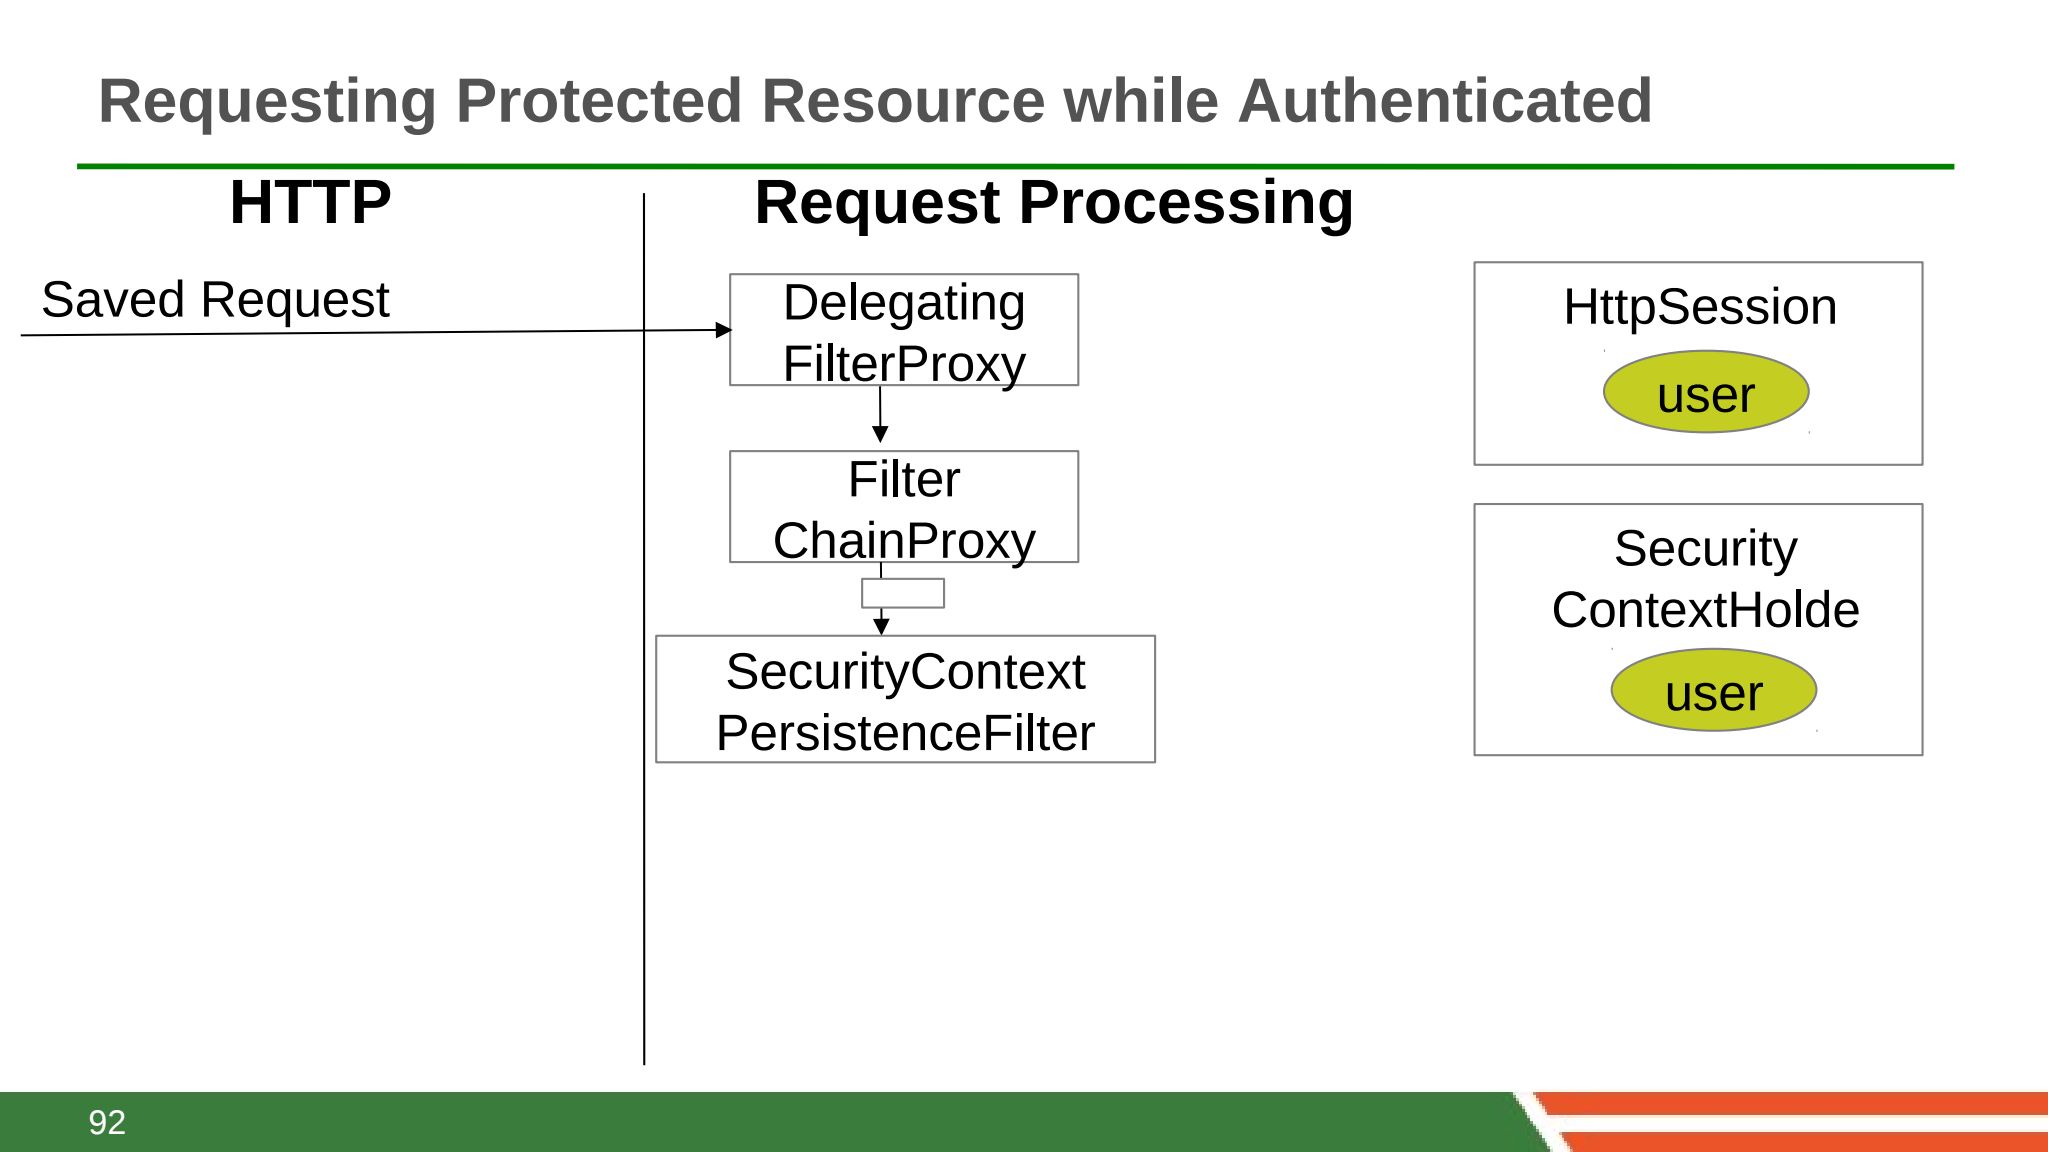 Requesting Protected Resource while Authenticated
HTTP
Request Processing
Saved Request
Delegating
FilterProxy
Filter
ChainProxy
SecurityContext
PersistenceFilter
HttpSession
user
Security
ContextHolde
user
92